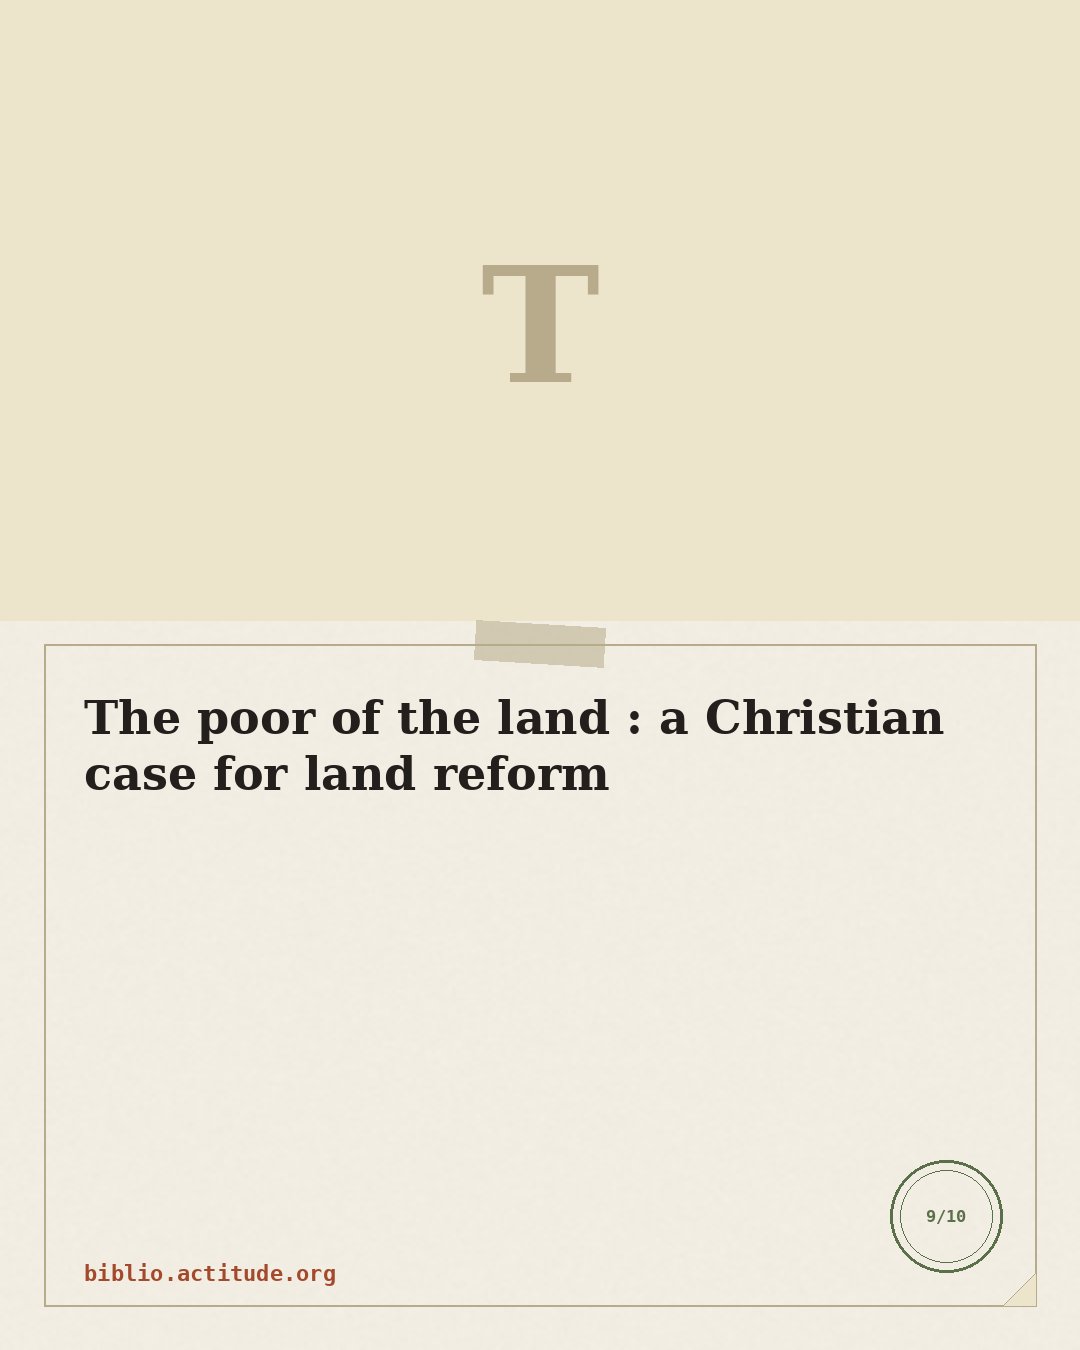 T
The poor of the land : a Christian
case for land reform
9/10
biblio.actitude.org